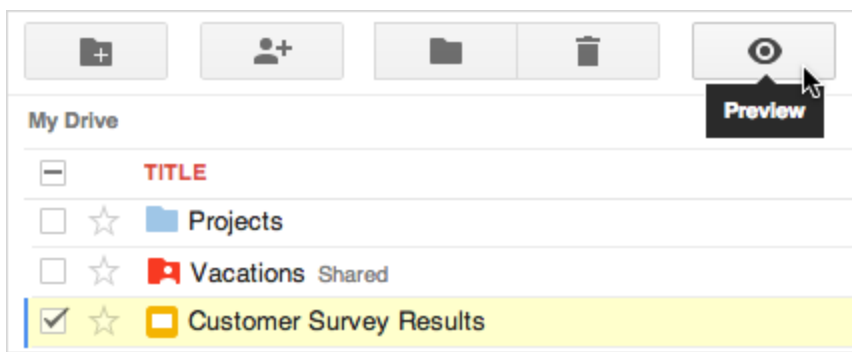 Preview
My Drive
TITLE
Projects
Vacations Shared
Customer Survey Results